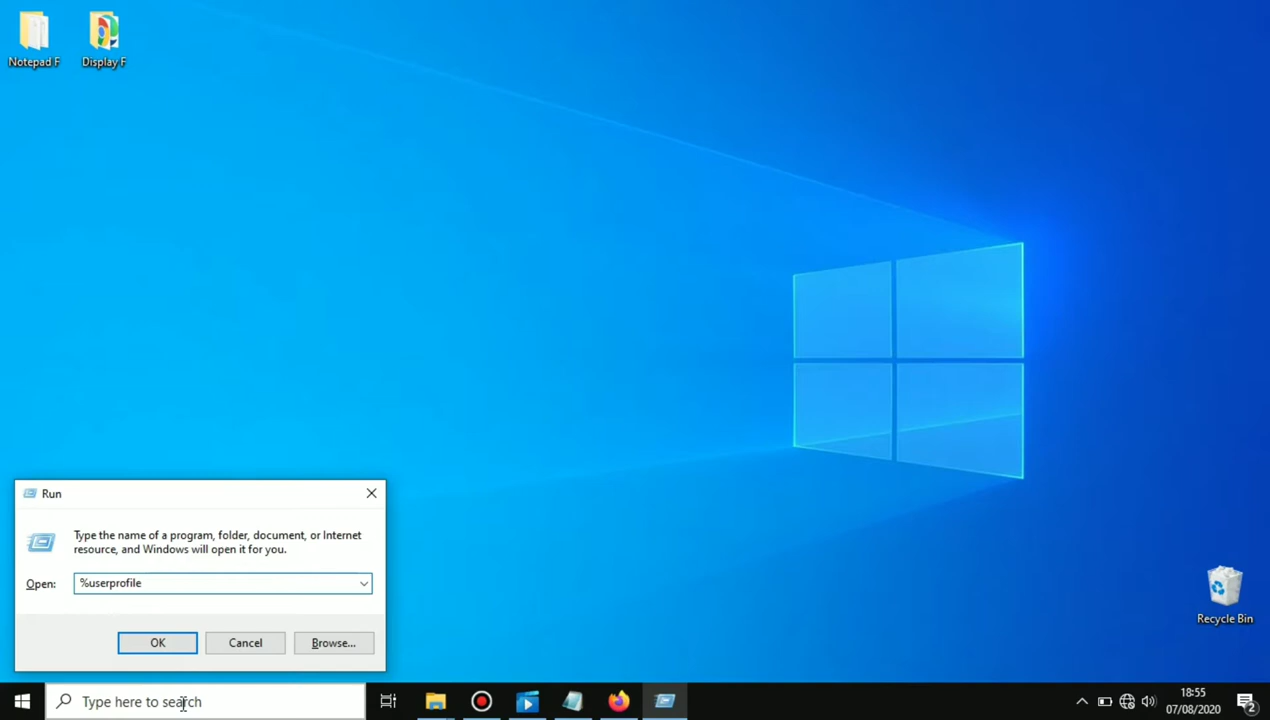 Notepad F
Display F
Run
Type the name of a program, folder, document, or Internet
resource, and Windows will open it for you.
Open:
%userprofile
OK
Cancel
Browse...
Recycle Bin
Type here to search
18:55
07/08/2020
2